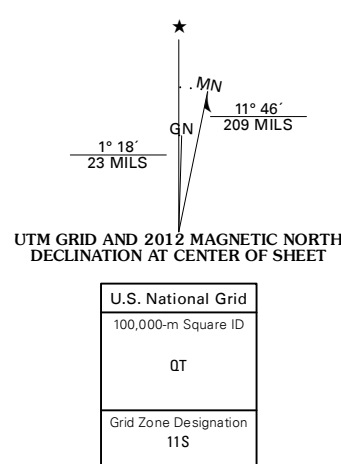 ★
MN
11° 46´
209 MILS
GN
1° 18´
23 MILS
UTM GRID AND 2012 MAGNETIC NORTH
DECLINATION AT CENTER OF SHEET
U.S. National Grid
100,000-m Square ID
QT
Grid Zone Designation
11S